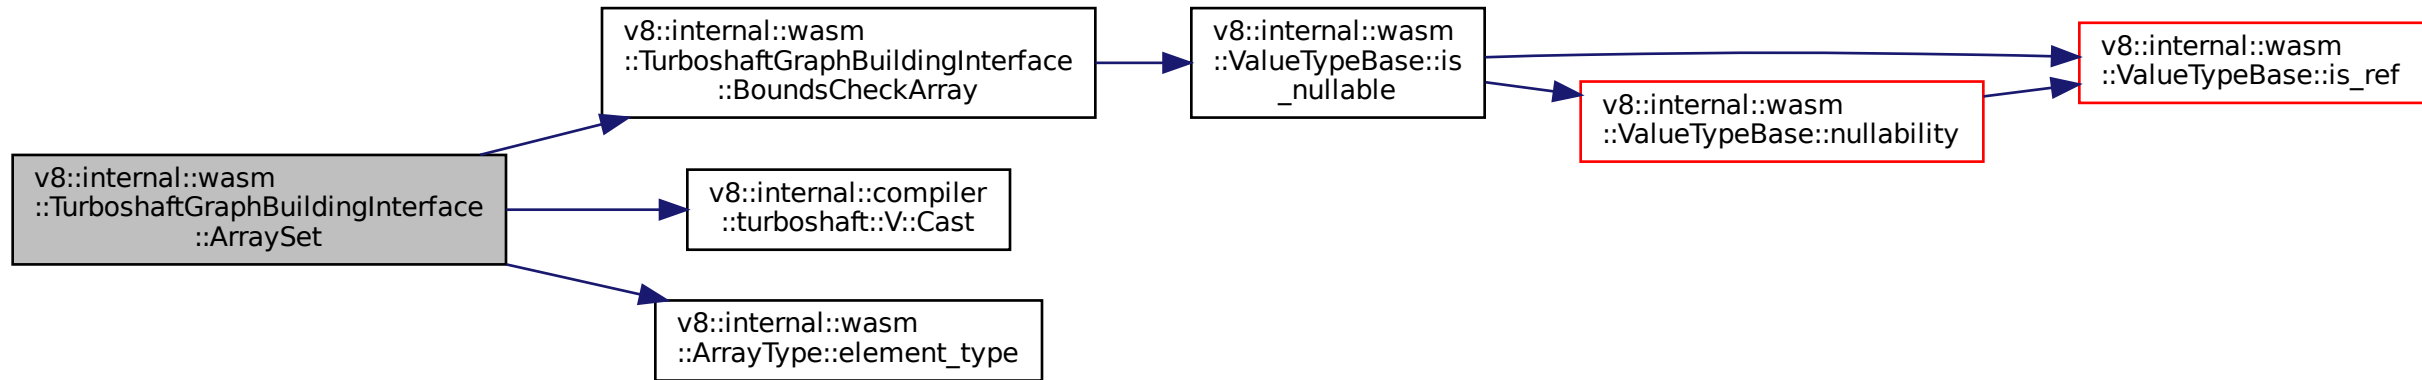 v8::internal::wasm
::TurboshaftGraphBuildingInterface
::ArraySet
v8::internal::wasm
::TurboshaftGraphBuildingInterface
::BoundsCheckArray
v8::internal::wasm
::ValueTypeBase::is
_nullable
v8::internal::wasm
::ValueTypeBase::is_ref
v8::internal::wasm
::ValueTypeBase::nullability
v8::internal::compiler
::turboshaft::V::Cast
v8::internal::wasm
::ArrayType::element_type